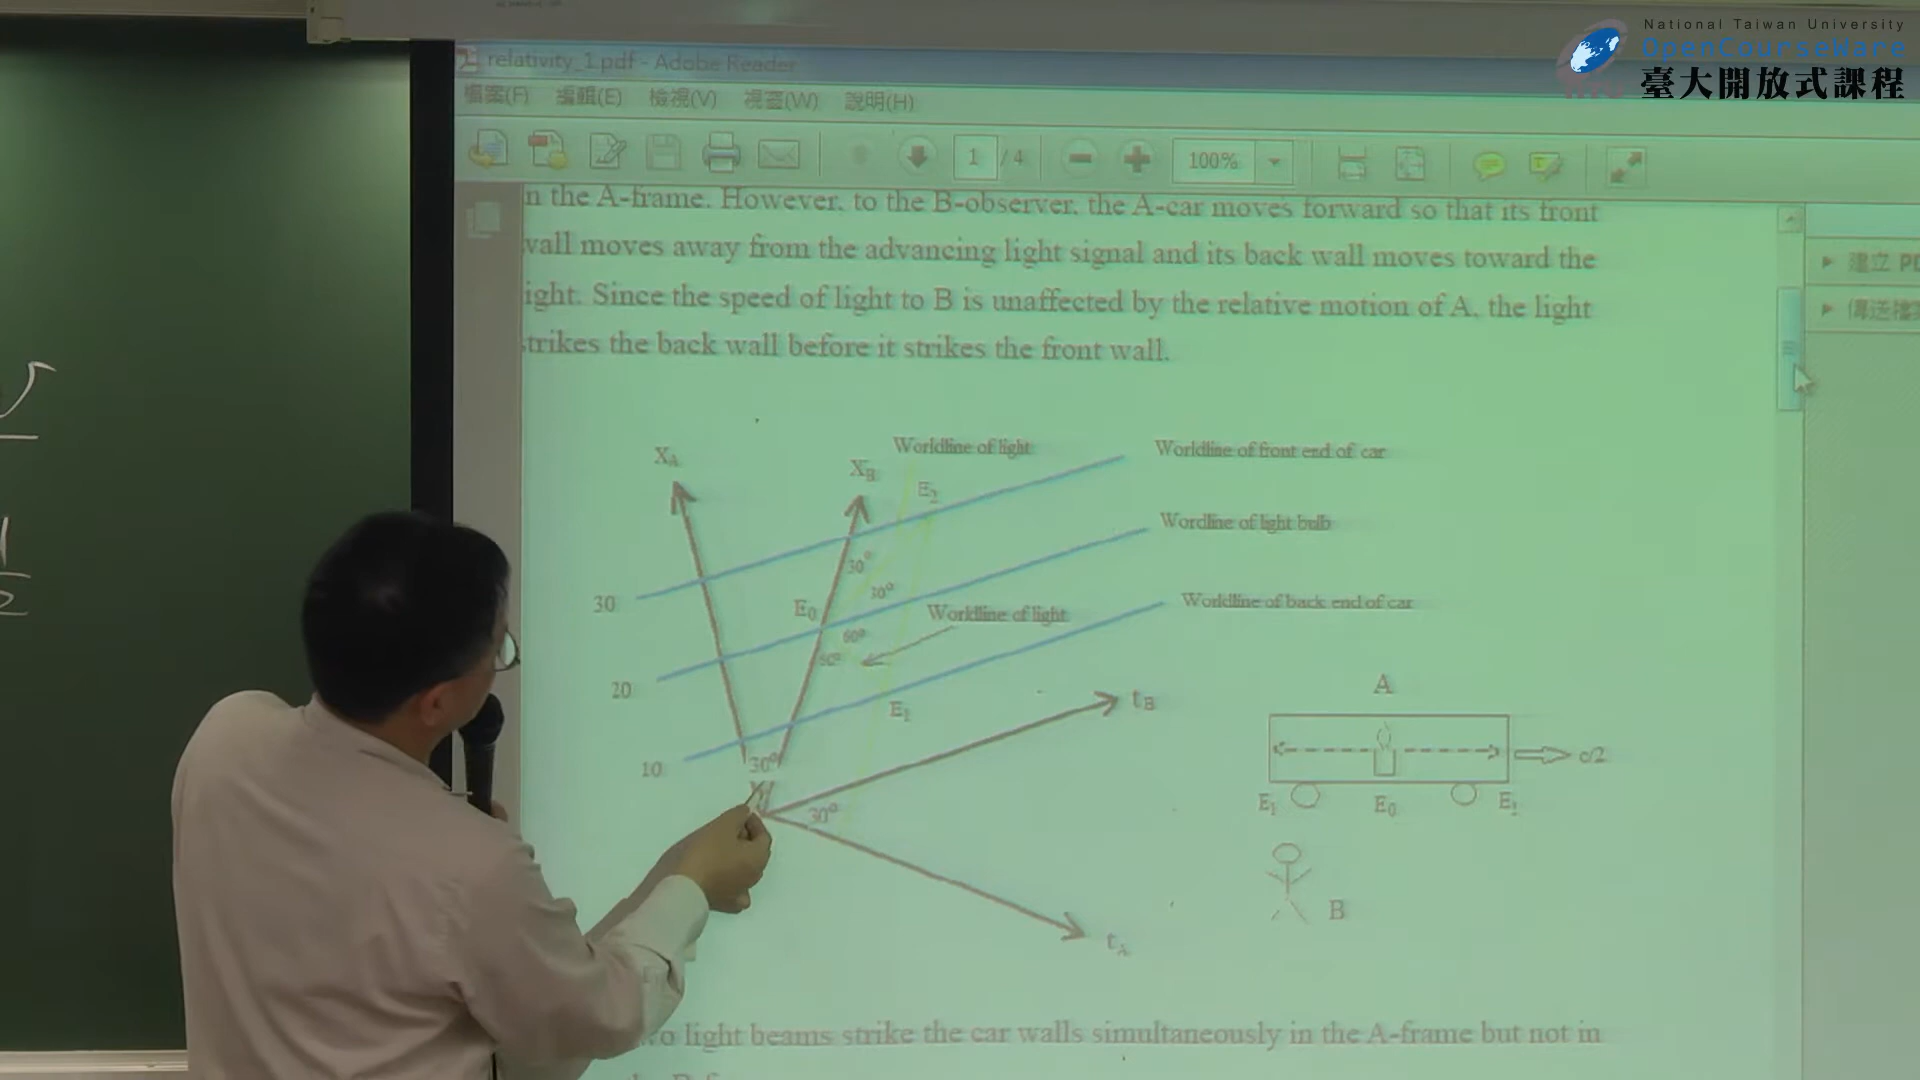 National Taiwan University
OpenCourseWare
臺大開放式課程
relativity_1.pdf - Adobe Reader
檔案(F) 編輯(E) 檢視(V) 視窗(W) 說明(H)
1 / 4 100%
建立 PD
n the A-frame. However, to the B-observer, the A-car moves forward so that its front
wall moves away from the advancing light signal and its back wall moves toward the
ight. Since the speed of light to B is unaffected by the relative motion of A, the light
strikes the back wall before it strikes the front wall.
XA
XB
Worldline of light
E2
Worldline of front end of car
Wordline of light bulb
30°
30°
30
E0
Worldline of light
Worldline of back end of car
60°
20
E1
tB
10
30°
30°
tA
A
c/2
E1 E0 E1
B
o light beams strike the car walls simultaneously in the A-frame but not in